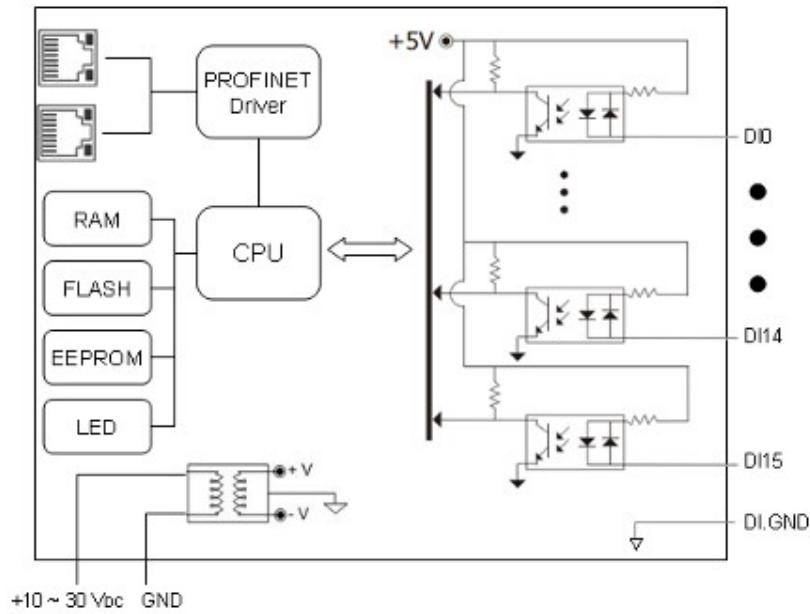 +5V
PROFINET
Driver
DI0
RAM
CPU
FLASH
DI14
EEPROM
LED
DI15
+ V
- V
DI.GND
+10 ~ 30 VDC GND